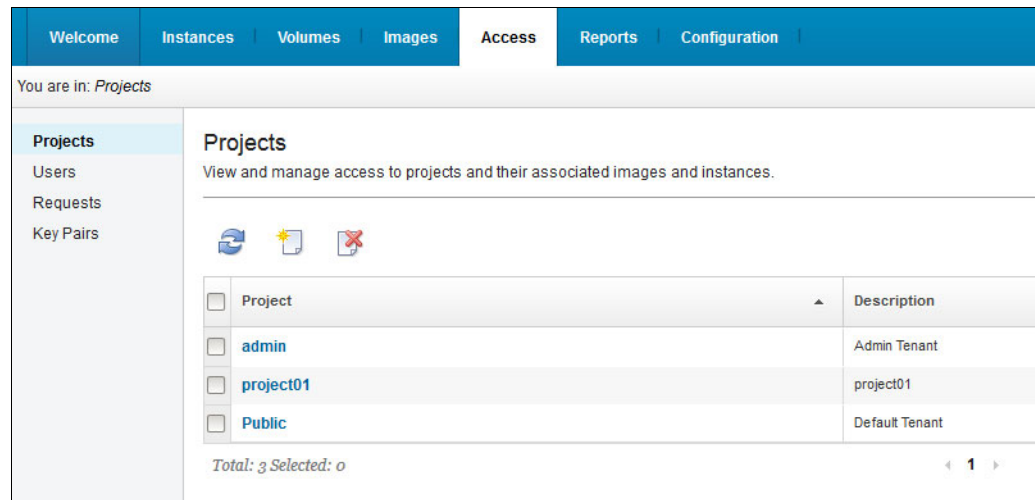 Welcome Instances Volumes Images Access Reports Configuration
You are in: Projects
Projects
Users
Requests
Key Pairs
Projects
View and manage access to projects and their associated images and instances.
Project Description
admin Admin Tenant
project01 project01
Public Default Tenant
Total: 3 Selected: 0 1